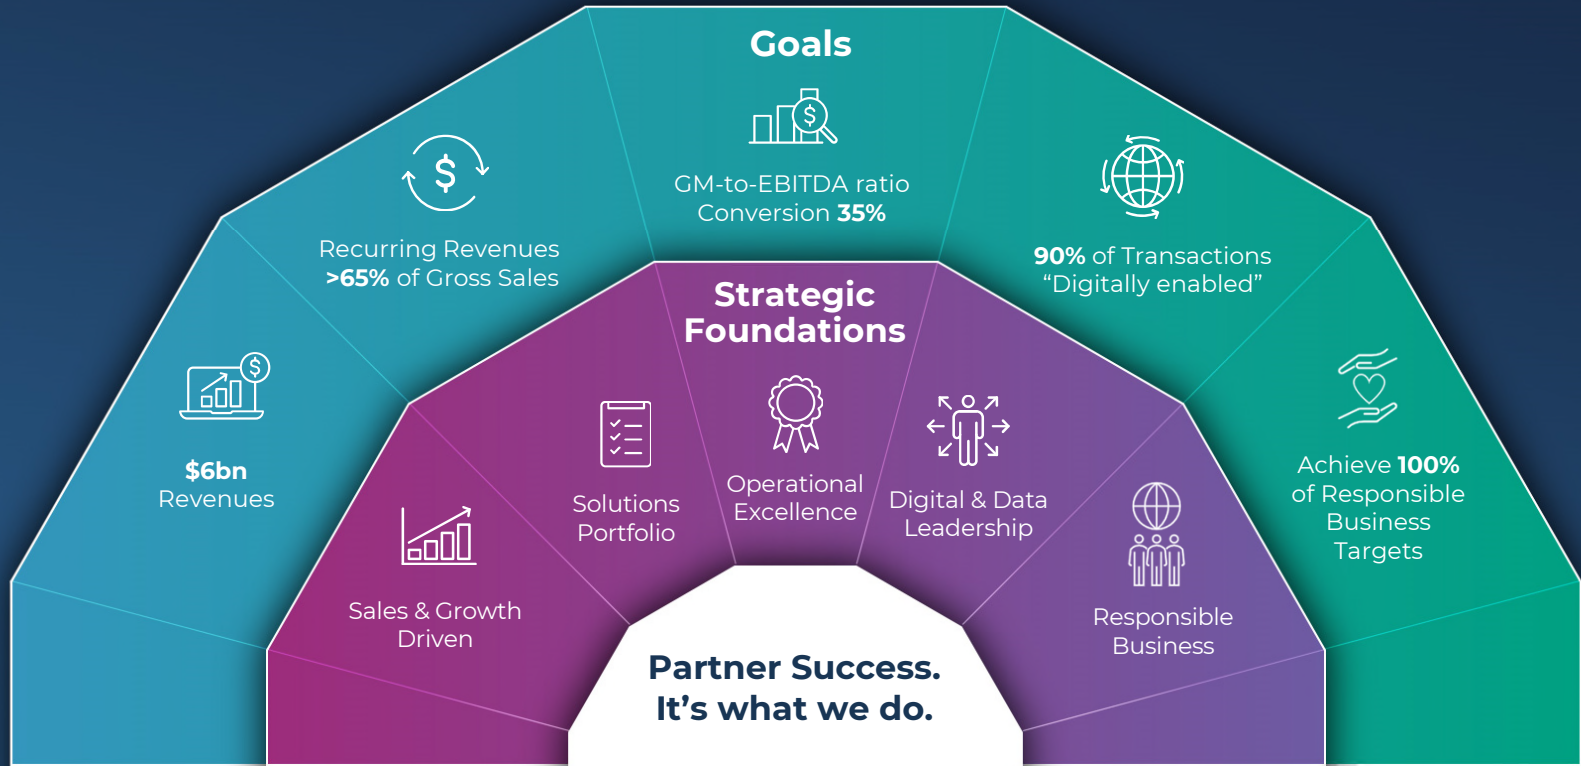 Goals
$
GM-to-EBITDA ratio
Conversion 35%
$
Recurring Revenues
>65% of Gross Sales
90% of Transactions
“Digitally enabled”
$
$6bn
Revenues
Achieve 100%
of Responsible
Business
Targets
Strategic
Foundations
Sales & Growth
Driven
Solutions
Portfolio
Operational
Excellence
Digital & Data
Leadership
Responsible
Business
Partner Success.
It’s what we do.